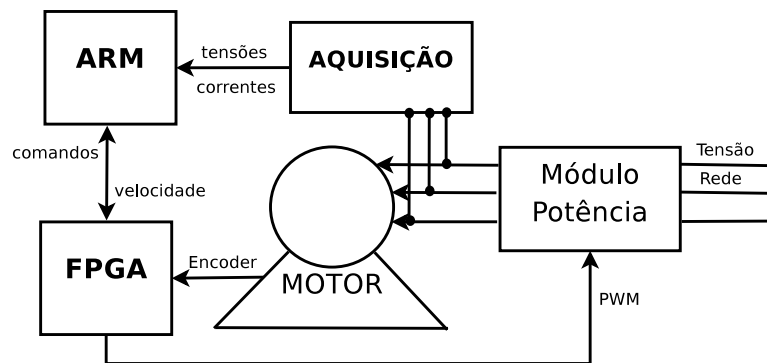 ARM
tensões
correntes
AQUISIÇÃO
comandos
velocidade
Módulo
Potência
Tensão
Rede
FPGA
Encoder
MOTOR
PWM